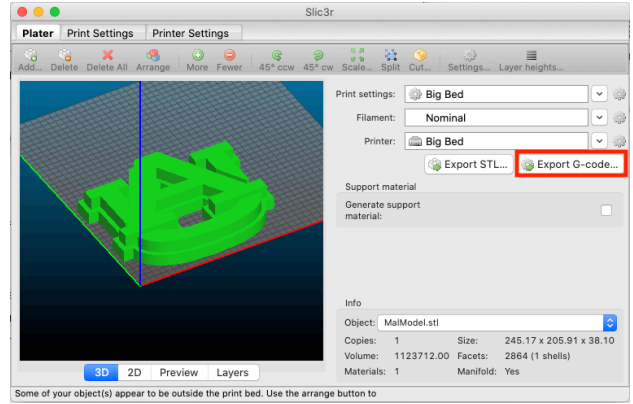 Slic3r
Plater Print Settings Printer Settings
Add... Delete Delete All Arrange More Fewer 45° ccw 45° cw Scale... Split Cut... Settings... Layer heights...
Print settings: Big Bed
Filament: Nominal
Printer: Big Bed
Export STL... Export G-code...
Support material
Generate support
material:
Info
Object: MalModel.stl
Copies: 1 Size: 245.17 x 205.91 x 38.10
Volume: 1123712.00 Facets: 2864 (1 shells)
Materials: 1 Manifold: Yes
3D 2D Preview Layers
Some of your object(s) appear to be outside the print bed. Use the arrange button to